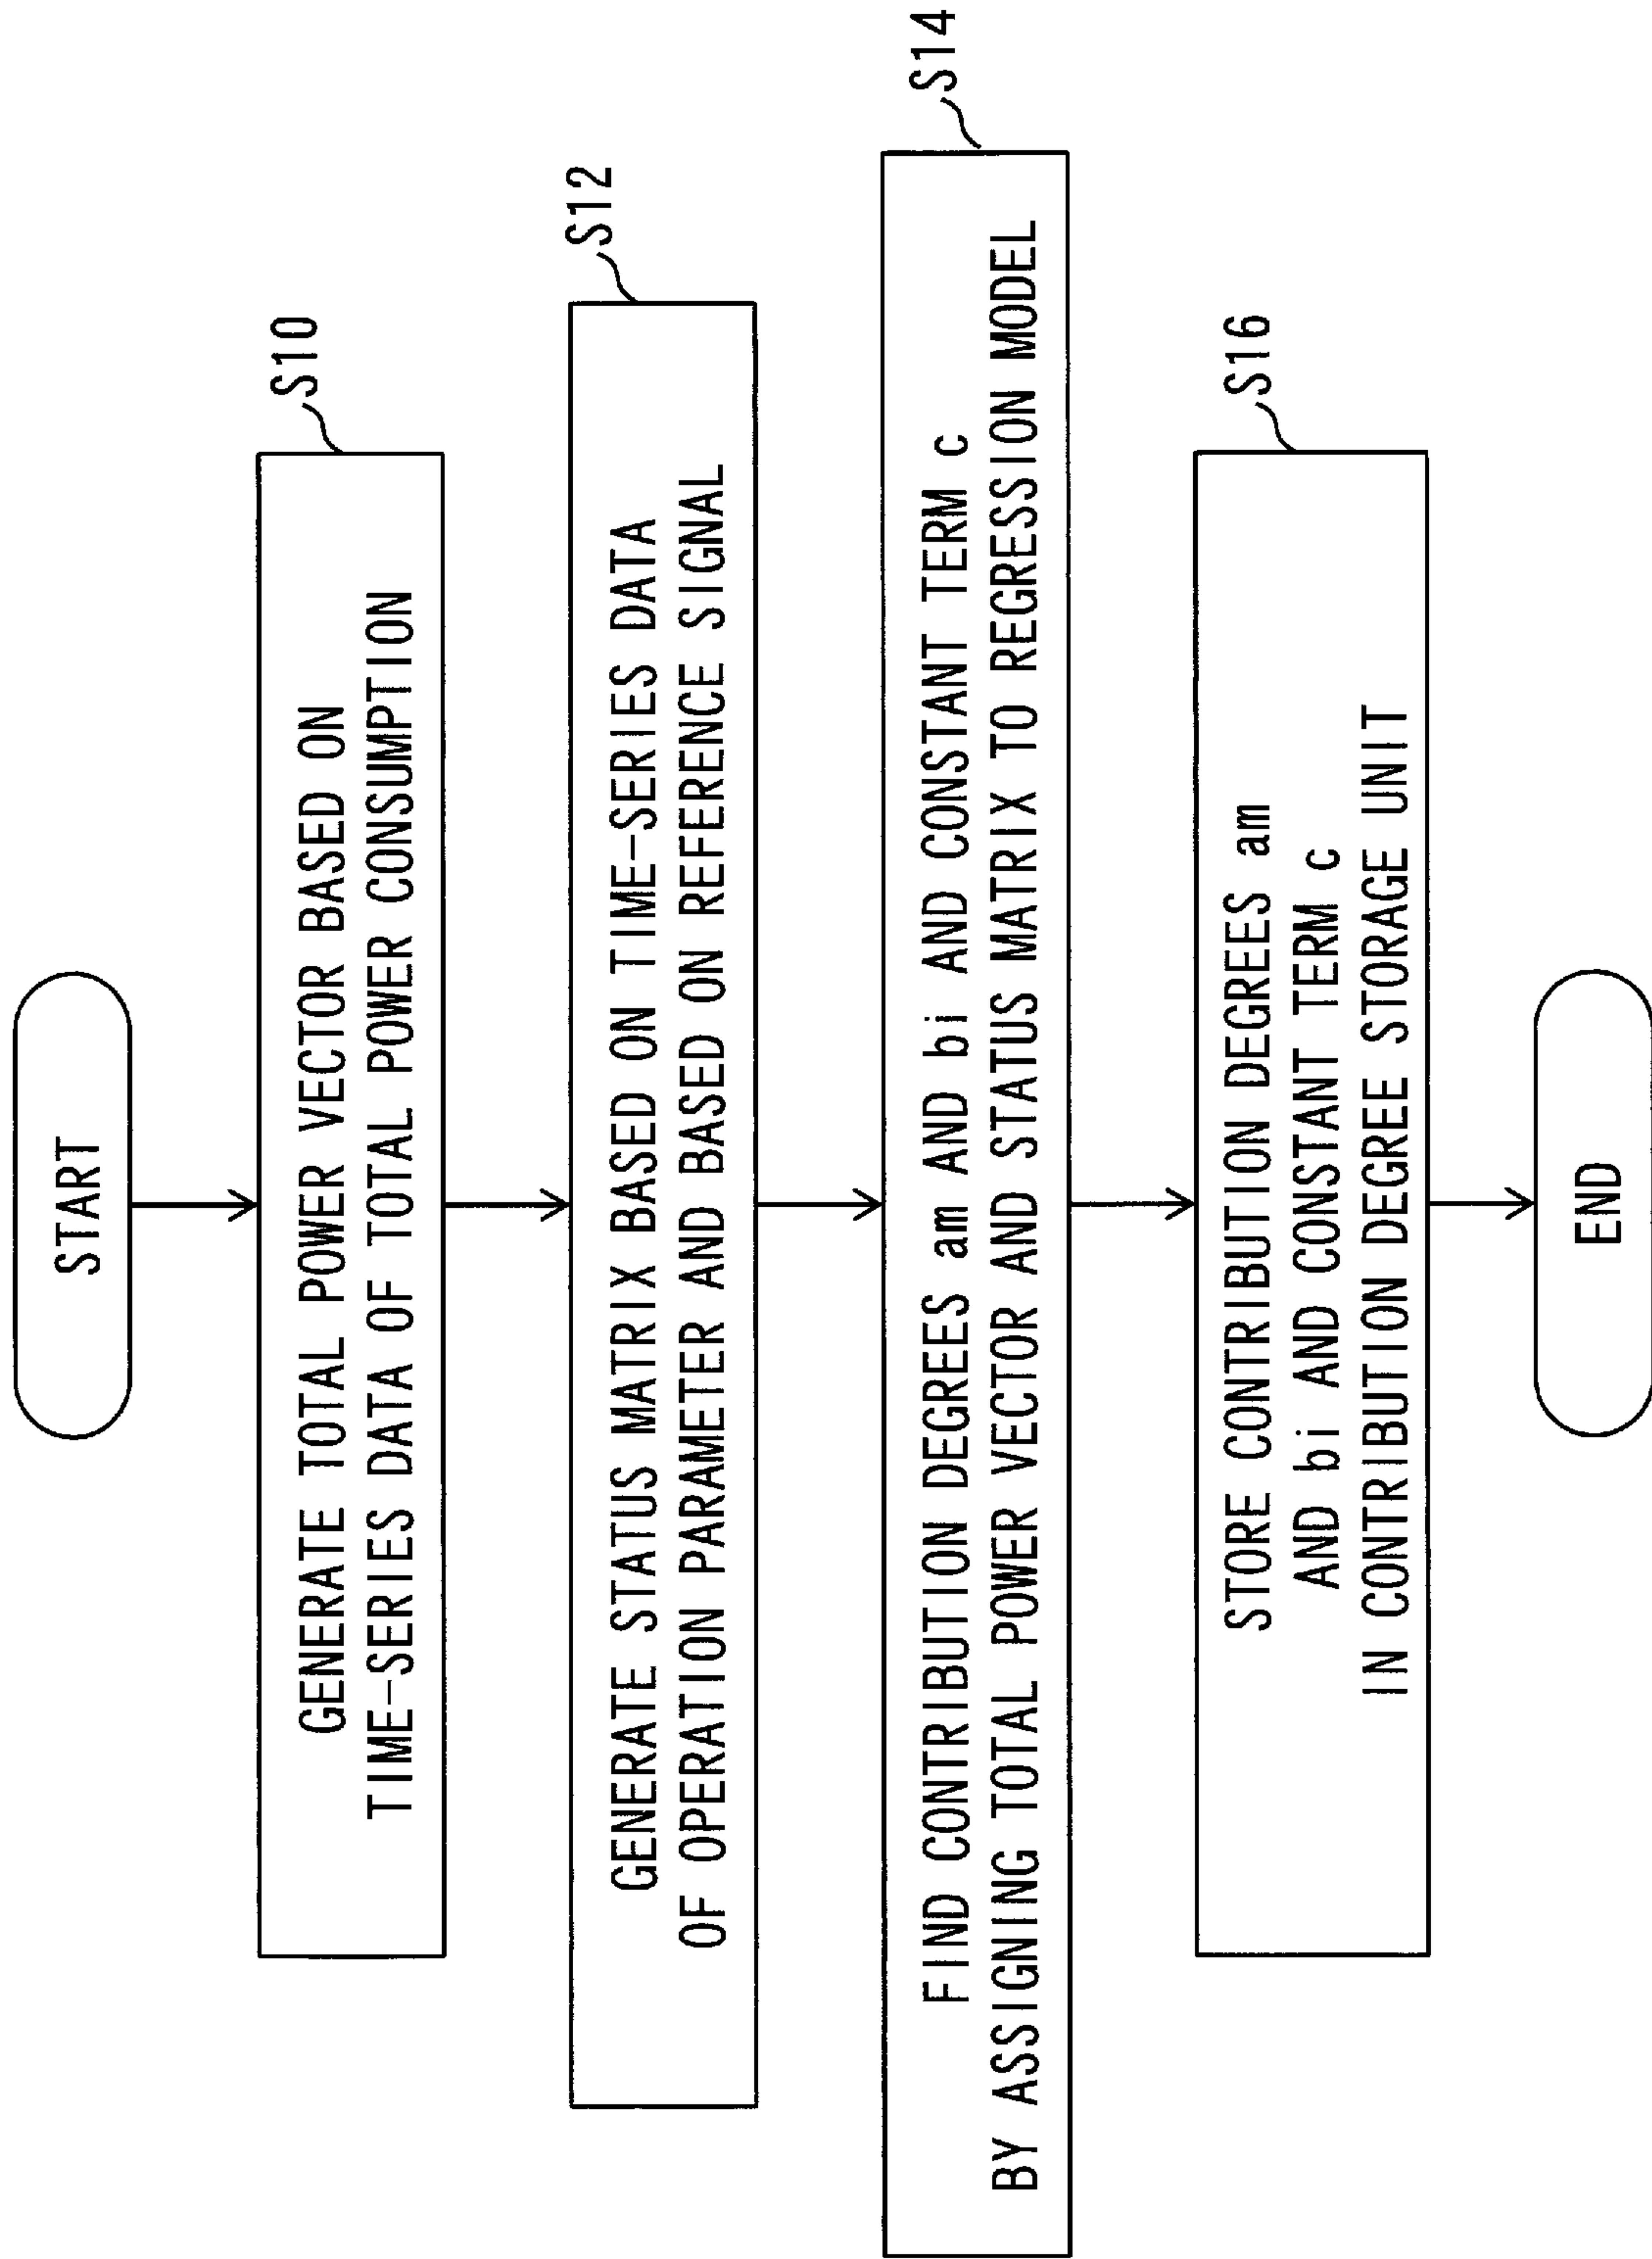 START
S10
GENERATE TOTAL POWER VECTOR BASED ON
TIME-SERIES DATA OF TOTAL POWER CONSUMPTION
S12
GENERATE STATUS MATRIX BASED ON TIME-SERIES DATA
OF OPERATION PARAMETER AND BASED ON REFERENCE SIGNAL
S14
FIND CONTRIBUTION DEGREES am AND bi AND CONSTANT TERM c
BY ASSIGNING TOTAL POWER VECTOR AND STATUS MATRIX TO REGRESSION MODEL
S16
STORE CONTRIBUTION DEGREES am
AND bi AND CONSTANT TERM c
IN CONTRIBUTION DEGREE STORAGE UNIT
END